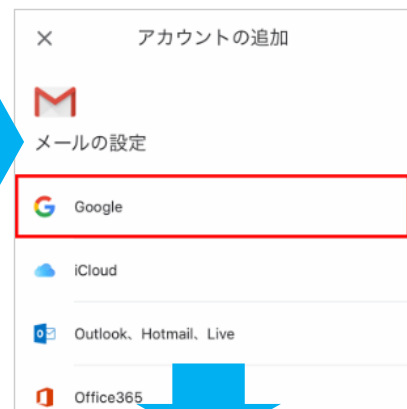 × アカウントの追加
メールの設定
Google
iCloud
Outlook、Hotmail、Live
Office365